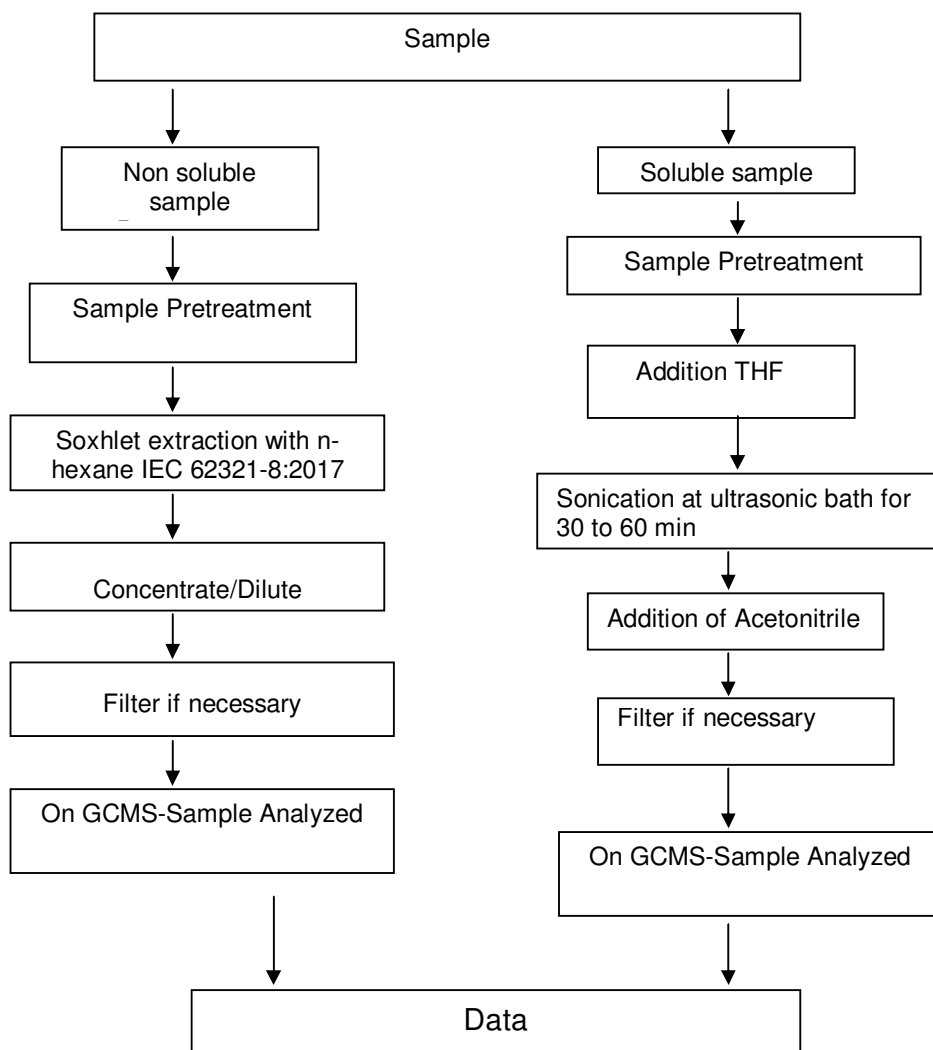 Sample
Non soluble
sample
Sample Pretreatment
Soxhlet extraction with n-
hexane IEC 62321-8:2017
Concentrate/Dilute
Filter if necessary
On GCMS-Sample Analyzed
Soluble sample
Sample Pretreatment
Addition THF
Sonication at ultrasonic bath for
30 to 60 min
Addition of Acetonitrile
Filter if necessary
On GCMS-Sample Analyzed
Data